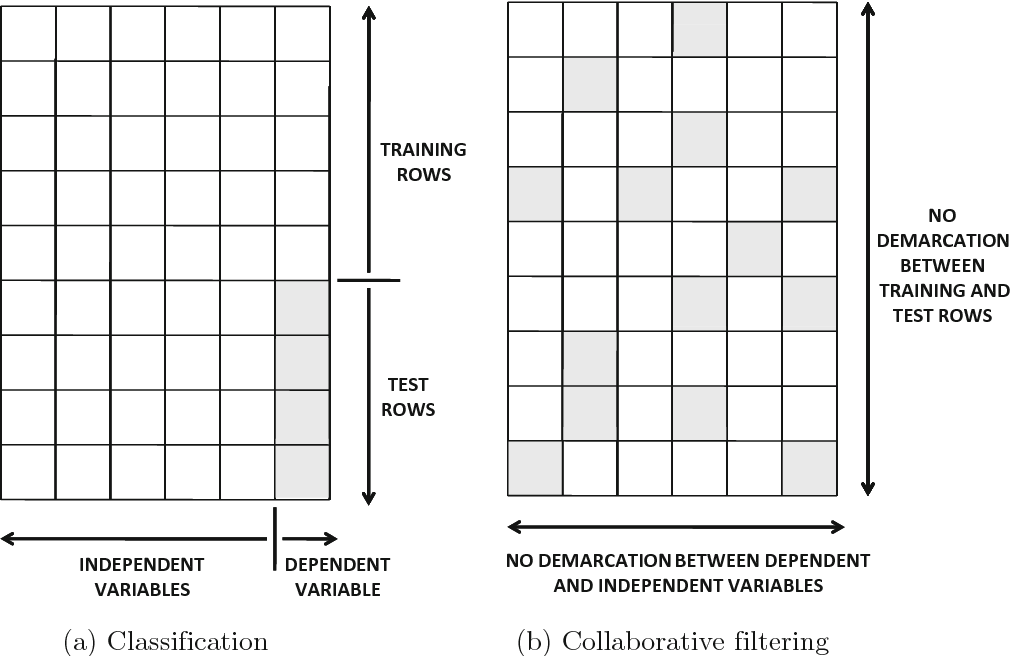 TRAINING
ROWS
TEST
ROWS
INDEPENDENT
VARIABLES
DEPENDENT
VARIABLE
(a) Classification
NO
DEMARCATION
BETWEEN
TRAINING AND
TEST ROWS
NO DEMARCATION BETWEEN DEPENDENT
AND INDEPENDENT VARIABLES
(b) Collaborative filtering